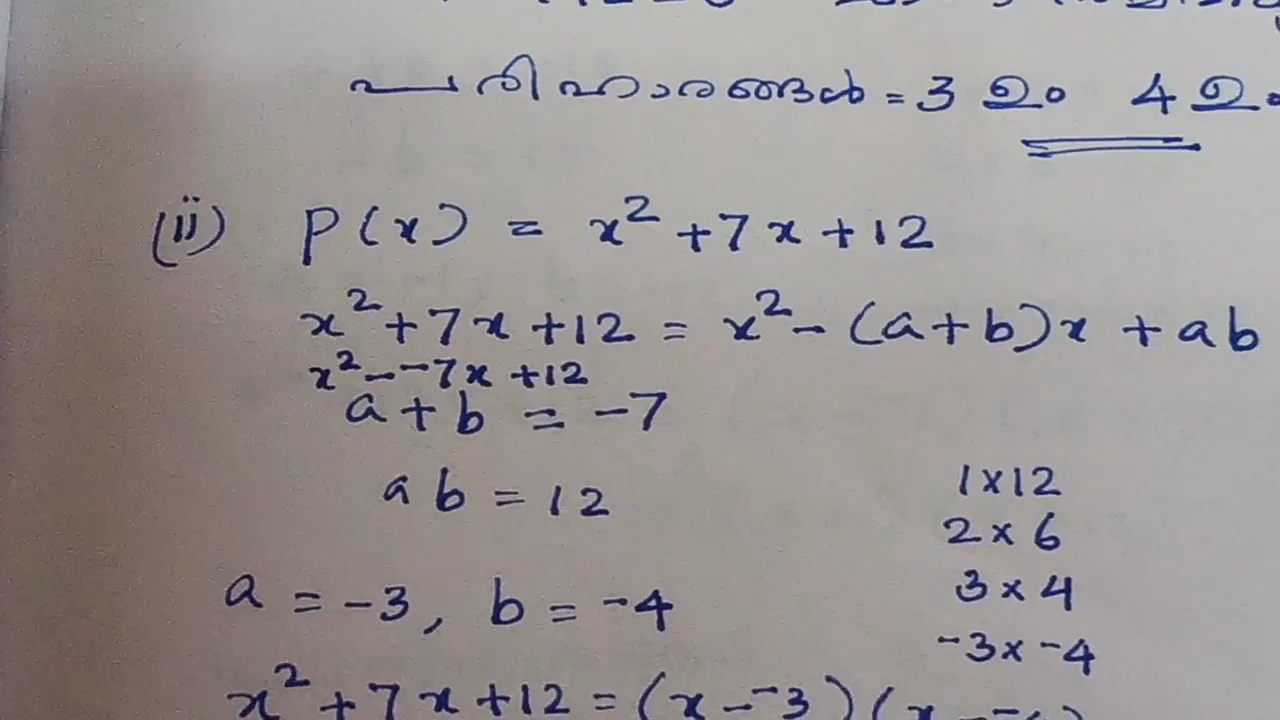 പരിഹാരങ്ങൾ = 3 ഉം 4 ഉം
(ii) P(x) = x² + 7x + 12
x² + 7x + 12 = x² - (a + b)x + ab
x² - -7x + 12
a + b = -7
ab = 12
1 × 12
2 × 6
3 × 4
a = -3, b = -4
-3 × -4
x² + 7x + 12 = (x - -3)(x - -4)